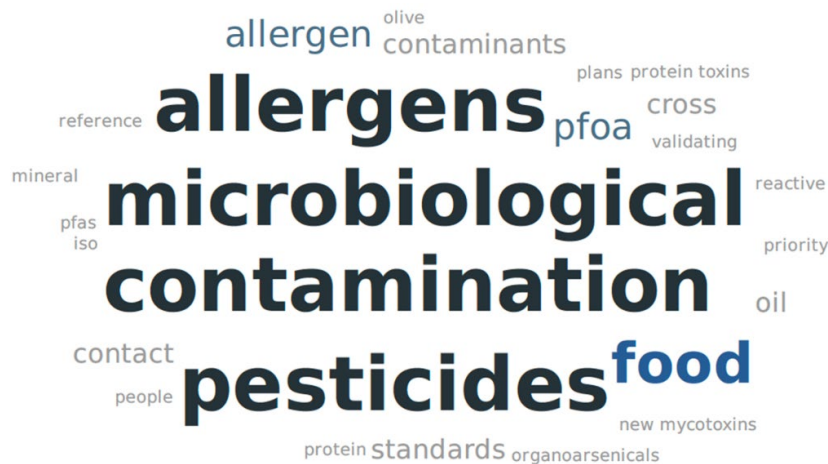 olive
allergen contaminants
plans protein toxins
allergens
reference
pfoa cross
validating
mineral
microbiological
reactive
pfas
iso
priority
contamination
oil
contact
food
people
pesticides
new mycotoxins
protein standards organoarsenicals